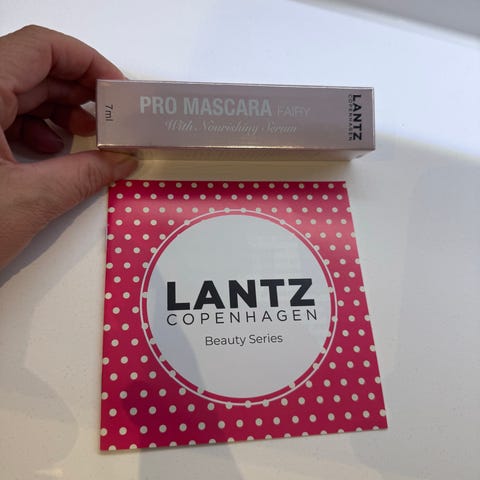 7ml
PRO MASCARA FAIRY
With Nourishing Serum
LANTZ
COPENHAGEN
LANTZ
COPENHAGEN
Beauty Series